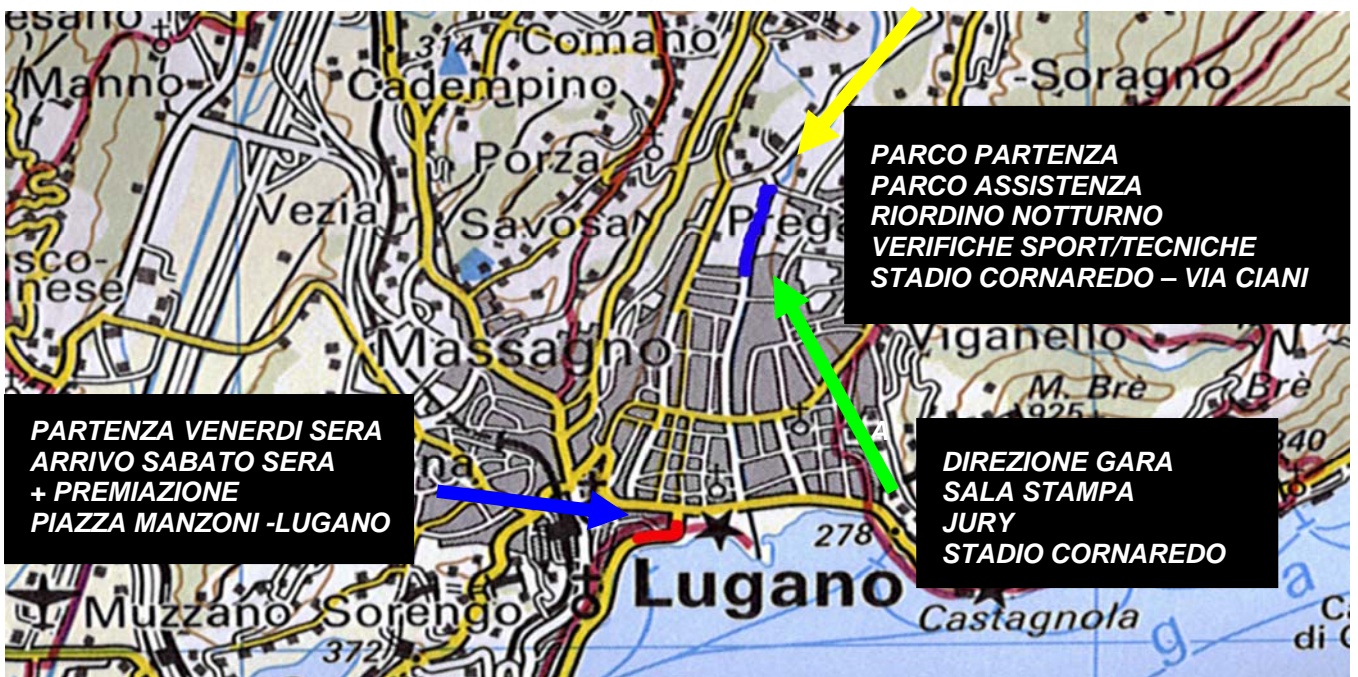 314
Comano
Manno
Cadempino
-Soragno
Porza
PARCO PARTENZA
PARCO ASSISTENZA
RIORDINO NOTTURNO
VERIFICHE SPORT/TECNICHE
STADIO CORNAREDO – VIA CIANI
Vezia
Savosa
Massagno
Viganello
M. Brè
925
Brè
PARTENZA VENERDI SERA
ARRIVO SABATO SERA
+ PREMIAZIONE
PIAZZA MANZONI -LUGANO
A
DIREZIONE GARA
SALA STAMPA
JURY
STADIO CORNAREDO
278
Lugano
Castagnola
Muzzano
Sorengo
372
g a
di